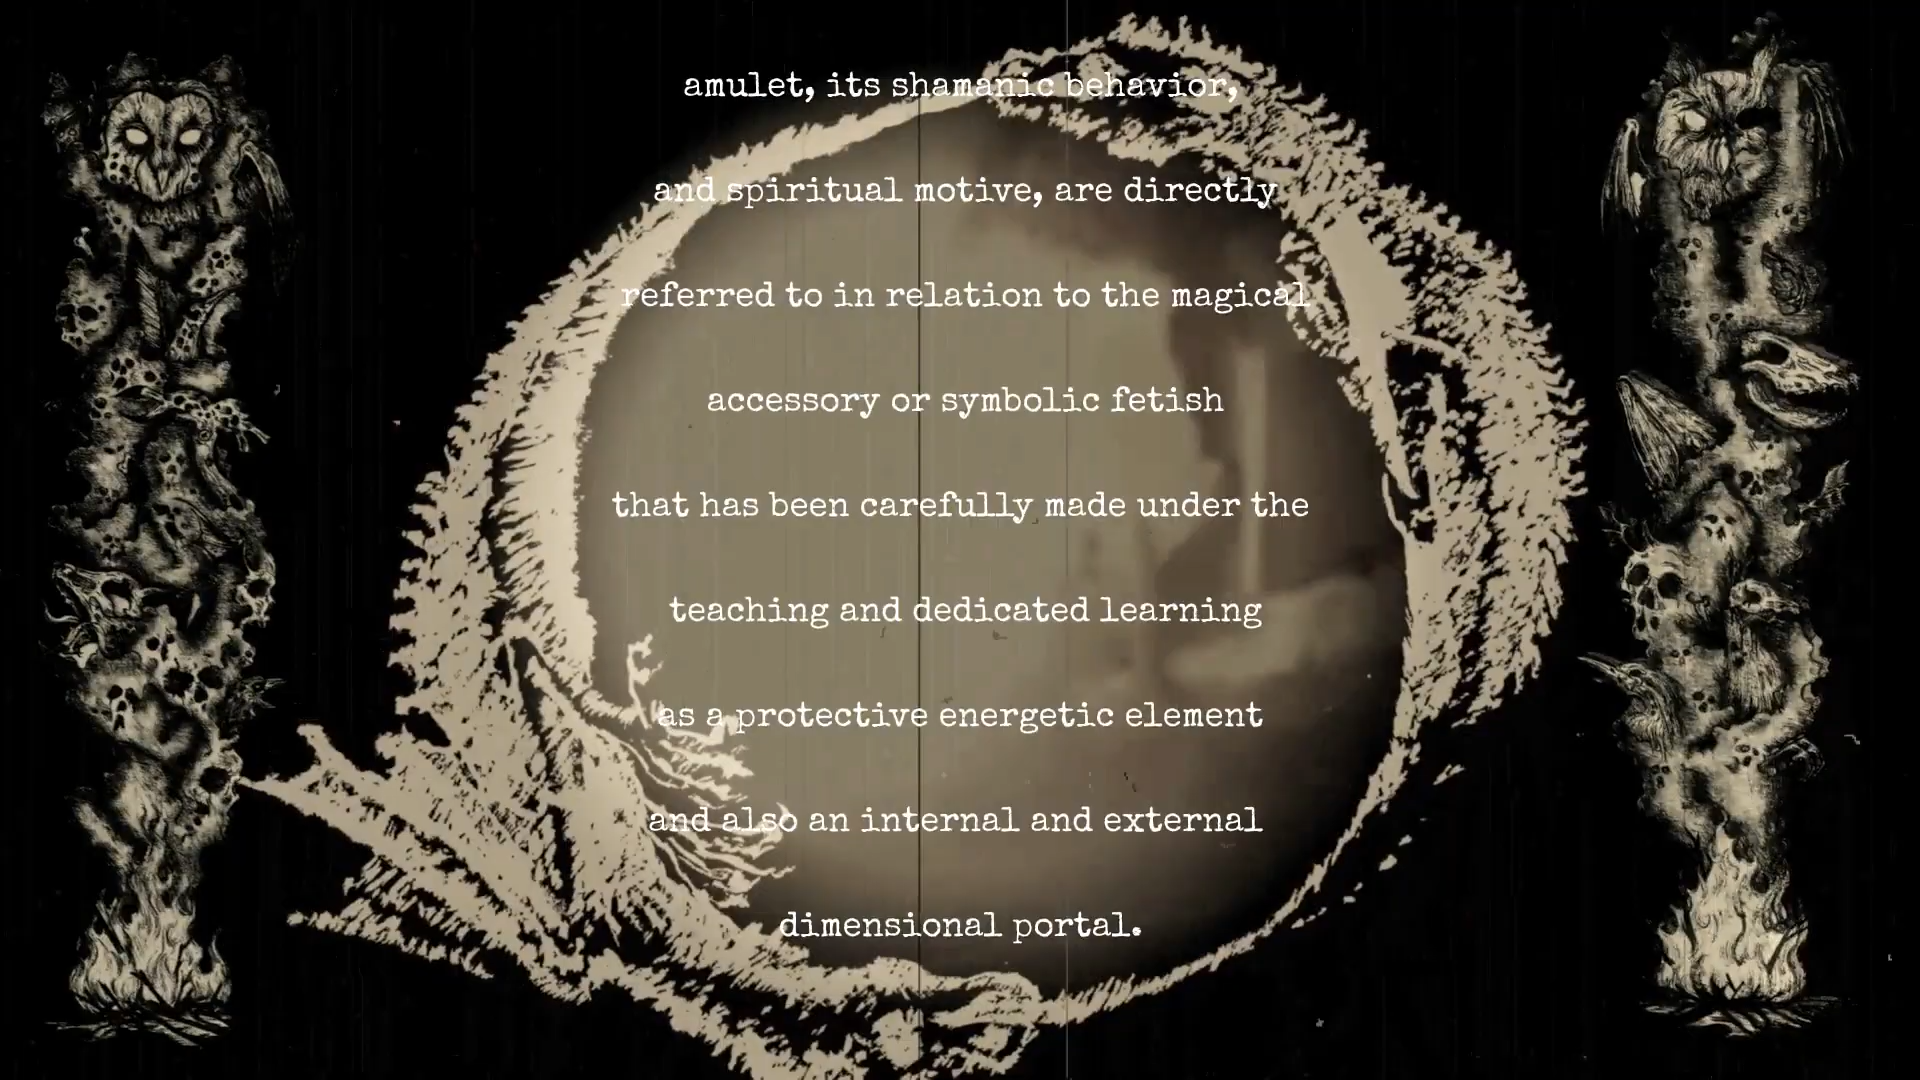 amulet, its shamanic behavior,
and spiritual motive, are directly
referred to in relation to the magical
accessory or symbolic fetish
that has been carefully made under the
teaching and dedicated learning
as a protective energetic element
and also an internal and external
dimensional portal.